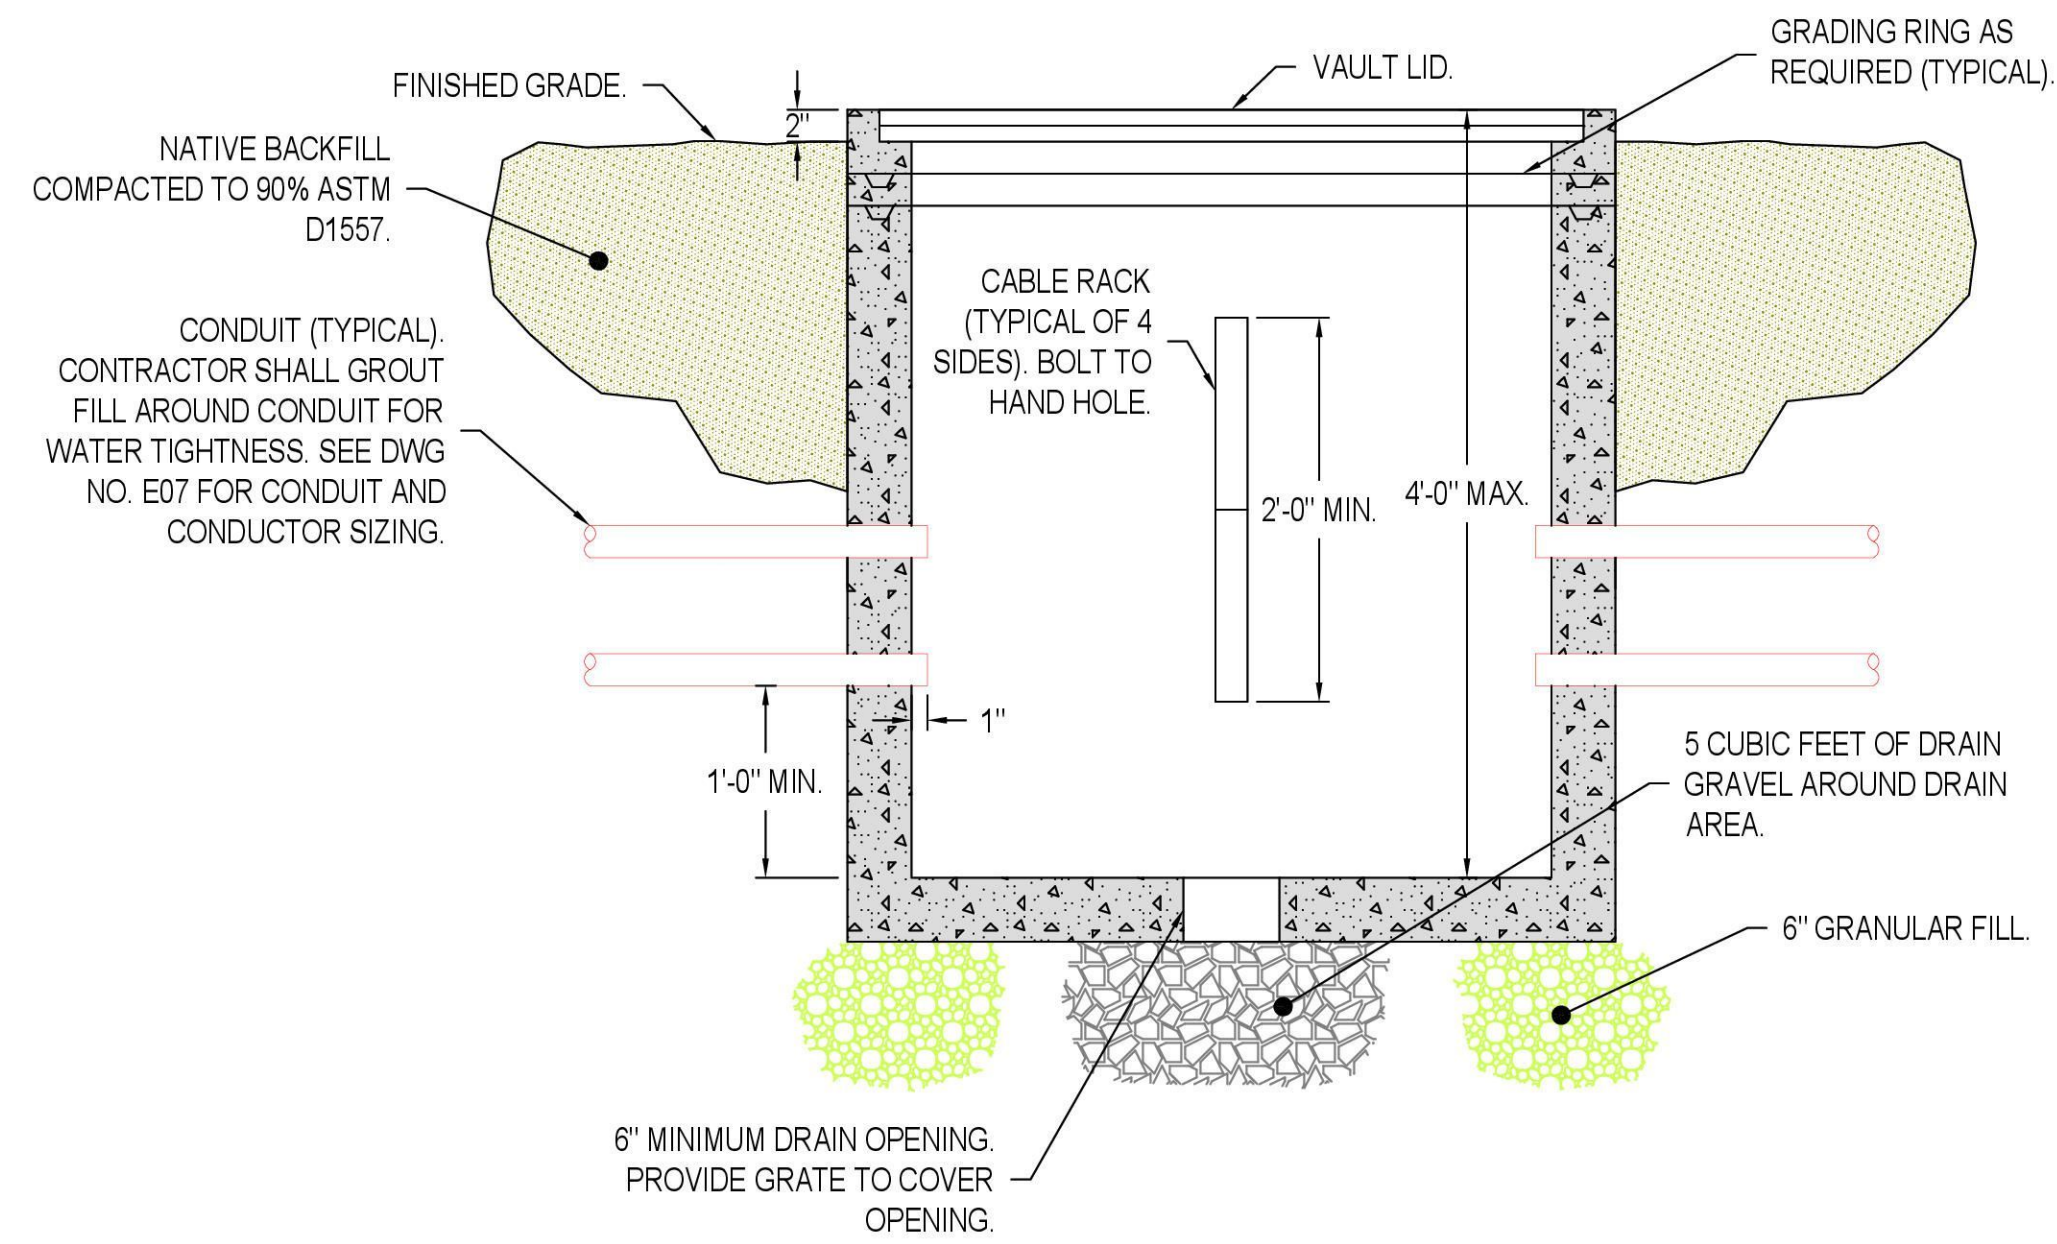 GRADING RING AS
REQUIRED (TYPICAL).
VAULT LID.
FINISHED GRADE.
2"
NATIVE BACKFILL
COMPACTED TO 90% ASTM
D1557.
CABLE RACK
(TYPICAL OF 4
SIDES). BOLT TO
HAND HOLE.
CONDUIT (TYPICAL).
CONTRACTOR SHALL GROUT
FILL AROUND CONDUIT FOR
WATER TIGHTNESS. SEE DWG
NO. E07 FOR CONDUIT AND
CONDUCTOR SIZING.
2'-0" MIN.
4'-0" MAX.
1"
1'-0" MIN.
5 CUBIC FEET OF DRAIN
GRAVEL AROUND DRAIN
AREA.
6" GRANULAR FILL.
6" MINIMUM DRAIN OPENING.
PROVIDE GRATE TO COVER
OPENING.